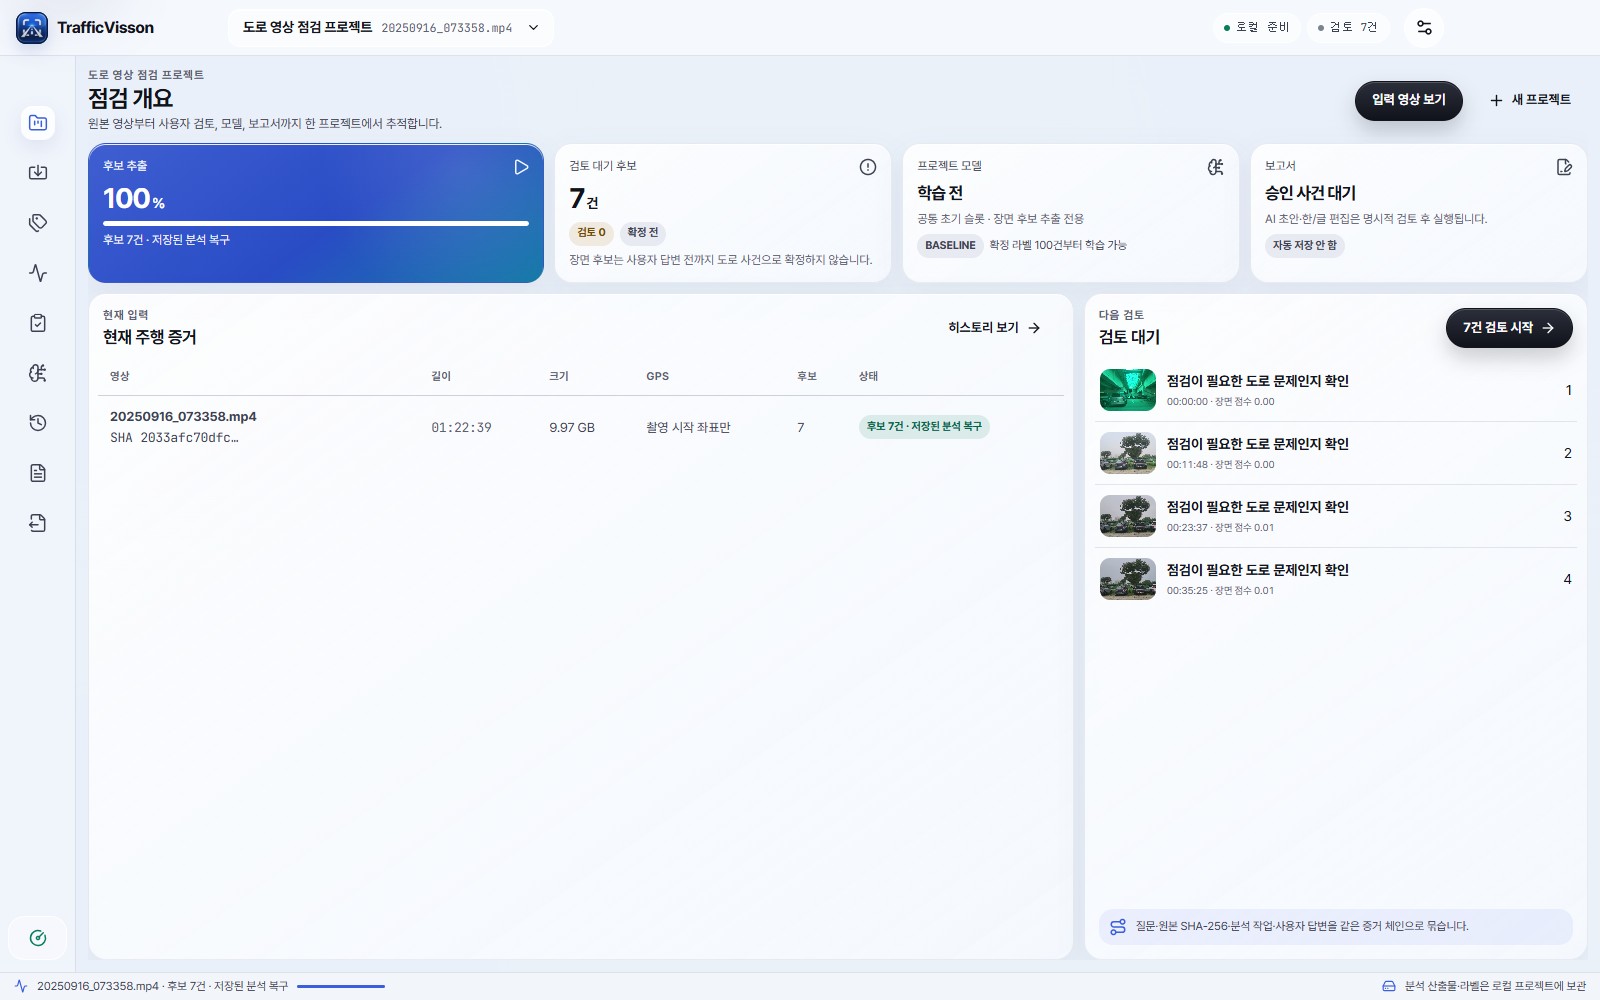 TrafficVisson
도로 영상 점검 프로젝트 20250916_073358.mp4
로컬 준비
검토 7건
도로 영상 점검 프로젝트
점검 개요
원본 영상부터 사용자 검토, 모델, 보고서까지 한 프로젝트에서 추적합니다.
입력 영상 보기
새 프로젝트
후보 추출
100%
후보 7건 · 저장된 분석 복구
검토 대기 후보
7건
검토 0 확정 전
장면 후보는 사용자 답변 전까지 도로 사건으로 확정하지 않습니다.
프로젝트 모델
학습 전
공통 초기 슬롯 · 장면 후보 추출 전용
BASELINE 확정 라벨 100건부터 학습 가능
보고서
승인 사건 대기
AI 초안·한/글 편집은 명시적 검토 후 실행됩니다.
자동 저장 안 함
현재 입력
현재 주행 증거
히스토리 보기
영상 길이 크기 GPS 후보 상태
20250916_073358.mp4
SHA 2033afc70dfc…
01:22:39 9.97 GB 촬영 시작 좌표만 7 후보 7건 · 저장된 분석 복구
다음 검토
검토 대기
7건 검토 시작
점검이 필요한 도로 문제인지 확인
00:00:00 · 장면 점수 0.00
1
점검이 필요한 도로 문제인지 확인
00:11:48 · 장면 점수 0.00
2
점검이 필요한 도로 문제인지 확인
00:23:37 · 장면 점수 0.01
3
점검이 필요한 도로 문제인지 확인
00:35:25 · 장면 점수 0.01
4
질문·원본 SHA-256·분석 작업·사용자 답변을 같은 증거 체인으로 묶습니다.
20250916_073358.mp4 · 후보 7건 · 저장된 분석 복구
분석 산출물·라벨은 로컬 프로젝트에 보관